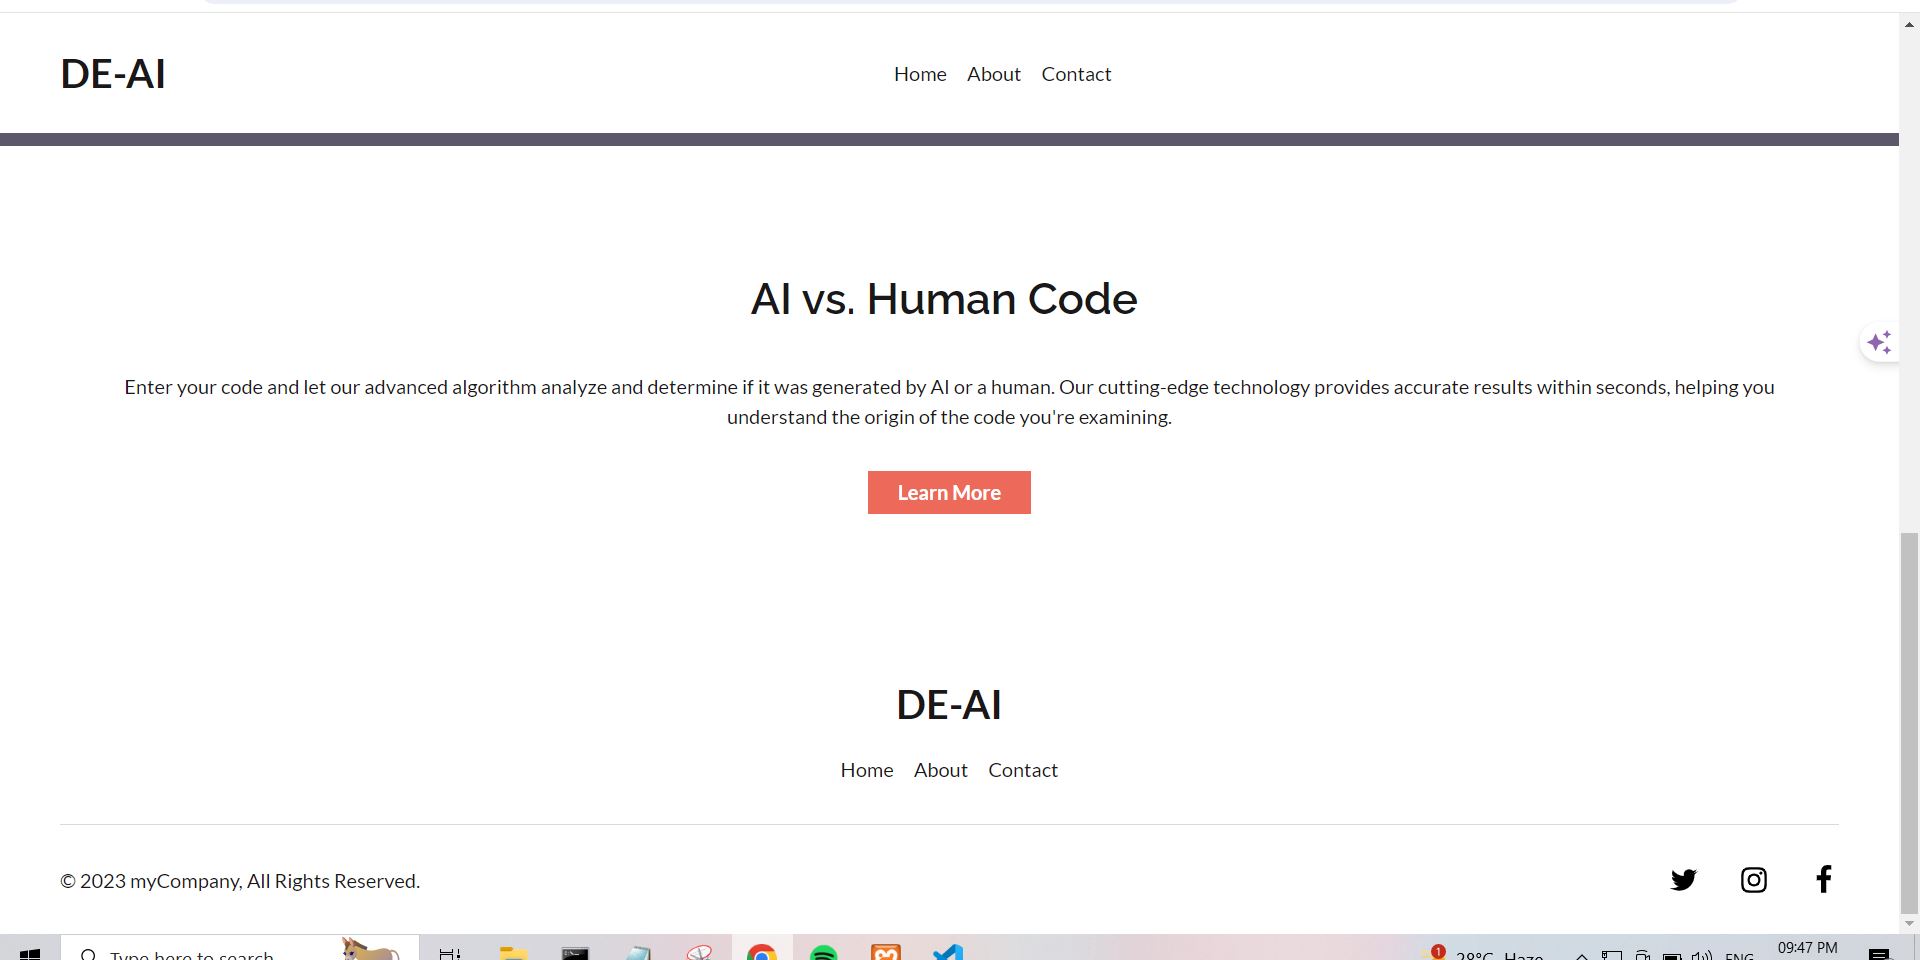 DE-AI
Home About Contact
AI vs. Human Code
Enter your code and let our advanced algorithm analyze and determine if it was generated by AI or a human. Our cutting-edge technology provides accurate results within seconds, helping you
understand the origin of the code you're examining.
Learn More
DE-AI
Home About Contact
© 2023 myCompany, All Rights Reserved.
Type here to search
1
28°C Haze
ENG
09:47 PM